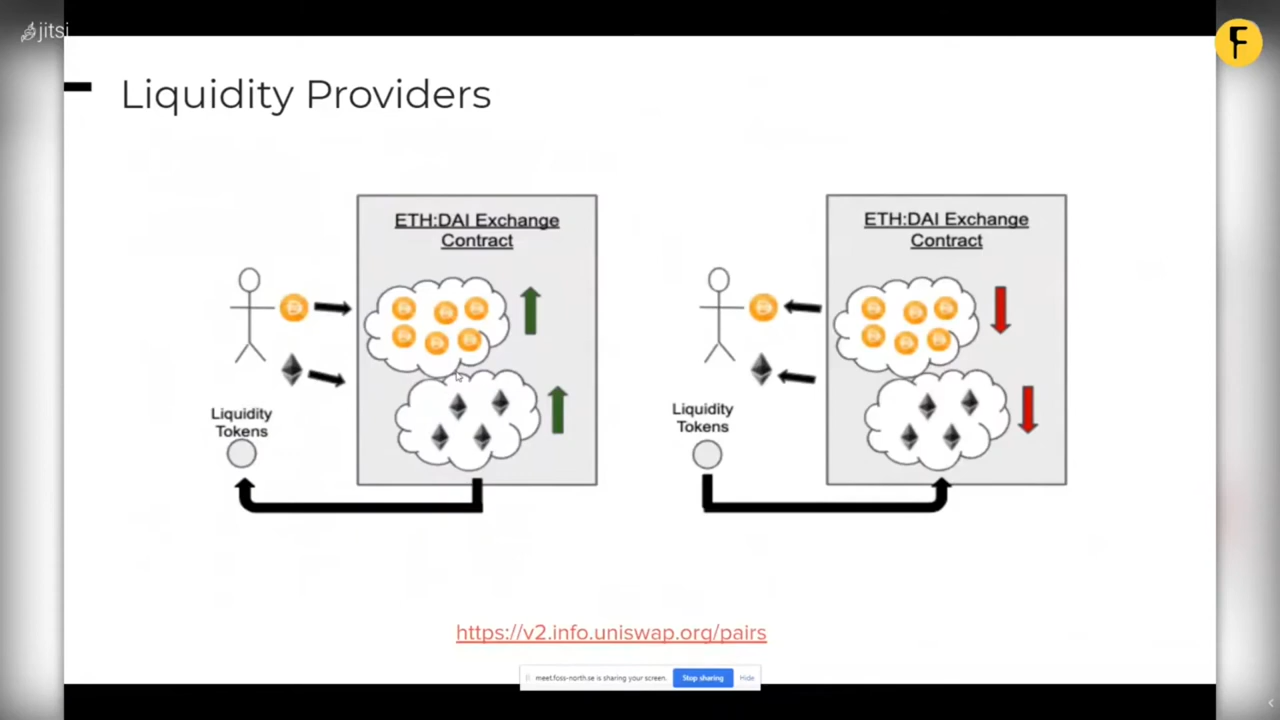 jitsi
F
Liquidity Providers
ETH:DAI Exchange
Contract
Liquidity
Tokens
ETH:DAI Exchange
Contract
Liquidity
Tokens
https://v2.info.uniswap.org/pairs
meet.foss-north.se is sharing your screen.
Stop sharing
Hide